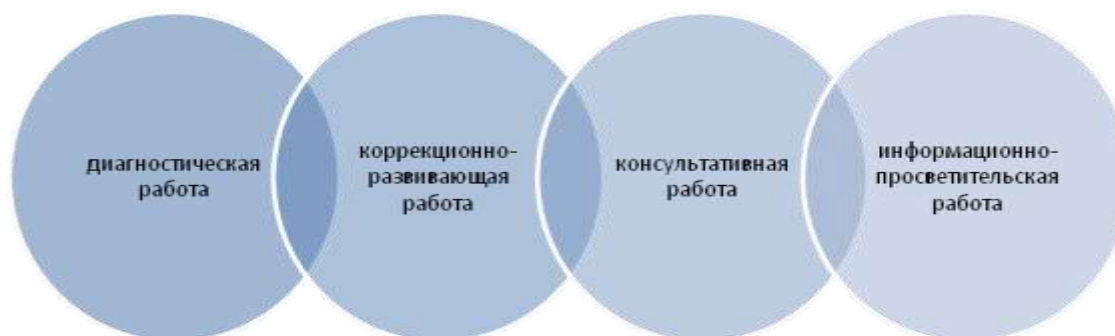 диагностическая
работа
коррекционно-
развивающая
работа
консультативная
работа
информационно-
просветительская
работа